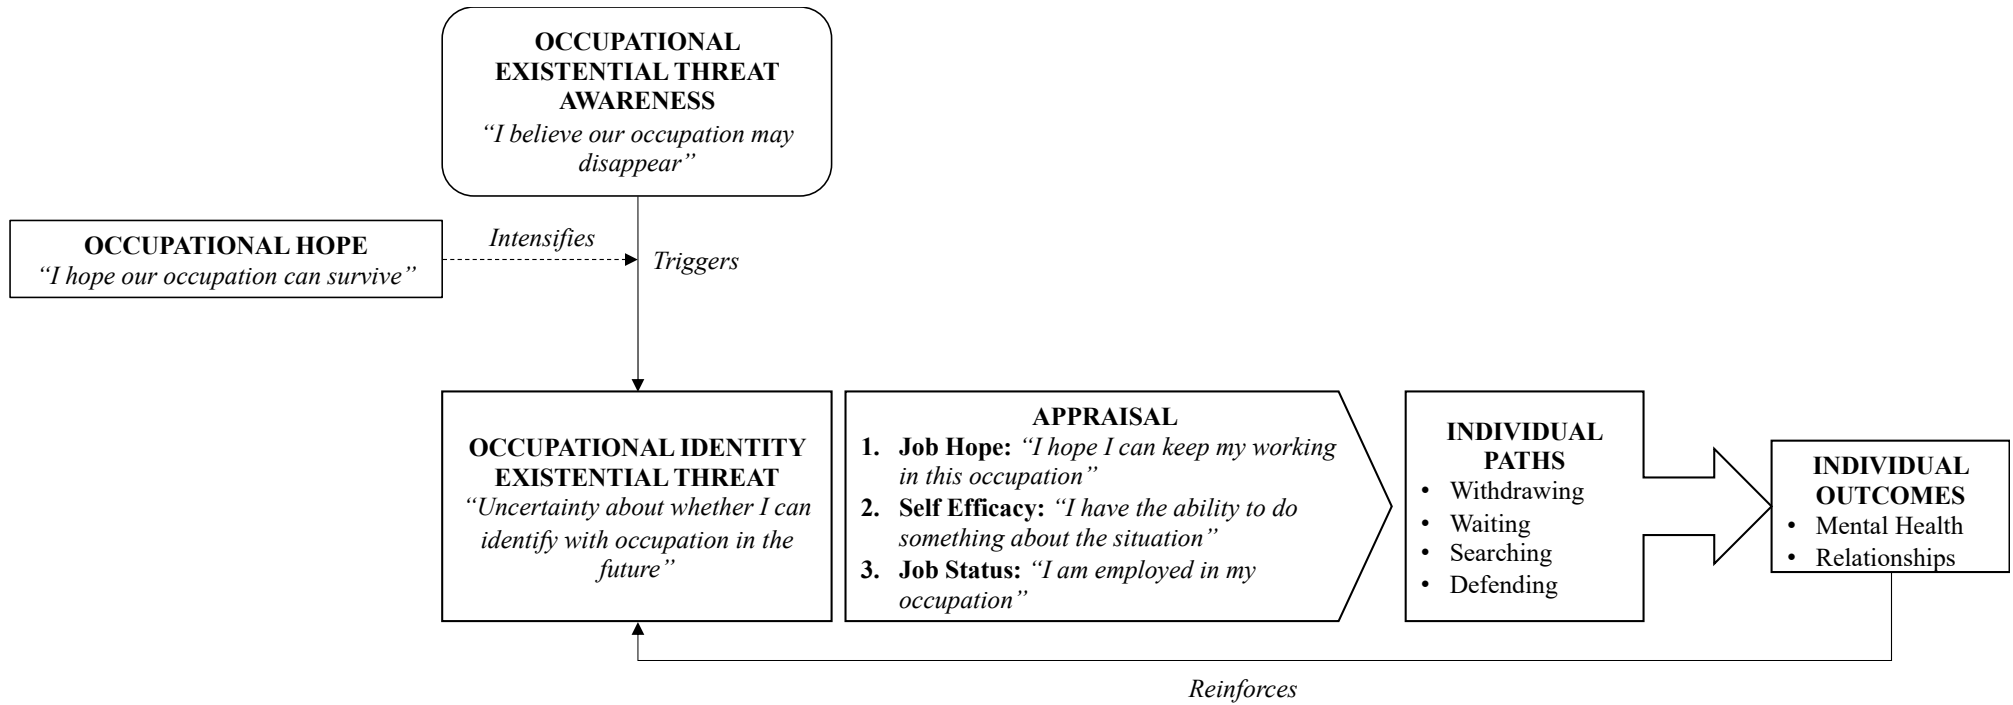 OCCUPATIONAL
EXISTENTIAL THREAT
AWARENESS
“I believe our occupation may
disappear”
OCCUPATIONAL HOPE
“I hope our occupation can survive”
Intensifies
Triggers
OCCUPATIONAL IDENTITY
EXISTENTIAL THREAT
“Uncertainty about whether I can
identify with occupation in the
future”
APPRAISAL
1. Job Hope: “I hope I can keep my working
in this occupation”
2. Self Efficacy: “I have the ability to do
something about the situation”
3. Job Status: “I am employed in my
occupation”
INDIVIDUAL
PATHS
• Withdrawing
• Waiting
• Searching
• Defending
INDIVIDUAL
OUTCOMES
• Mental Health
• Relationships
Reinforces